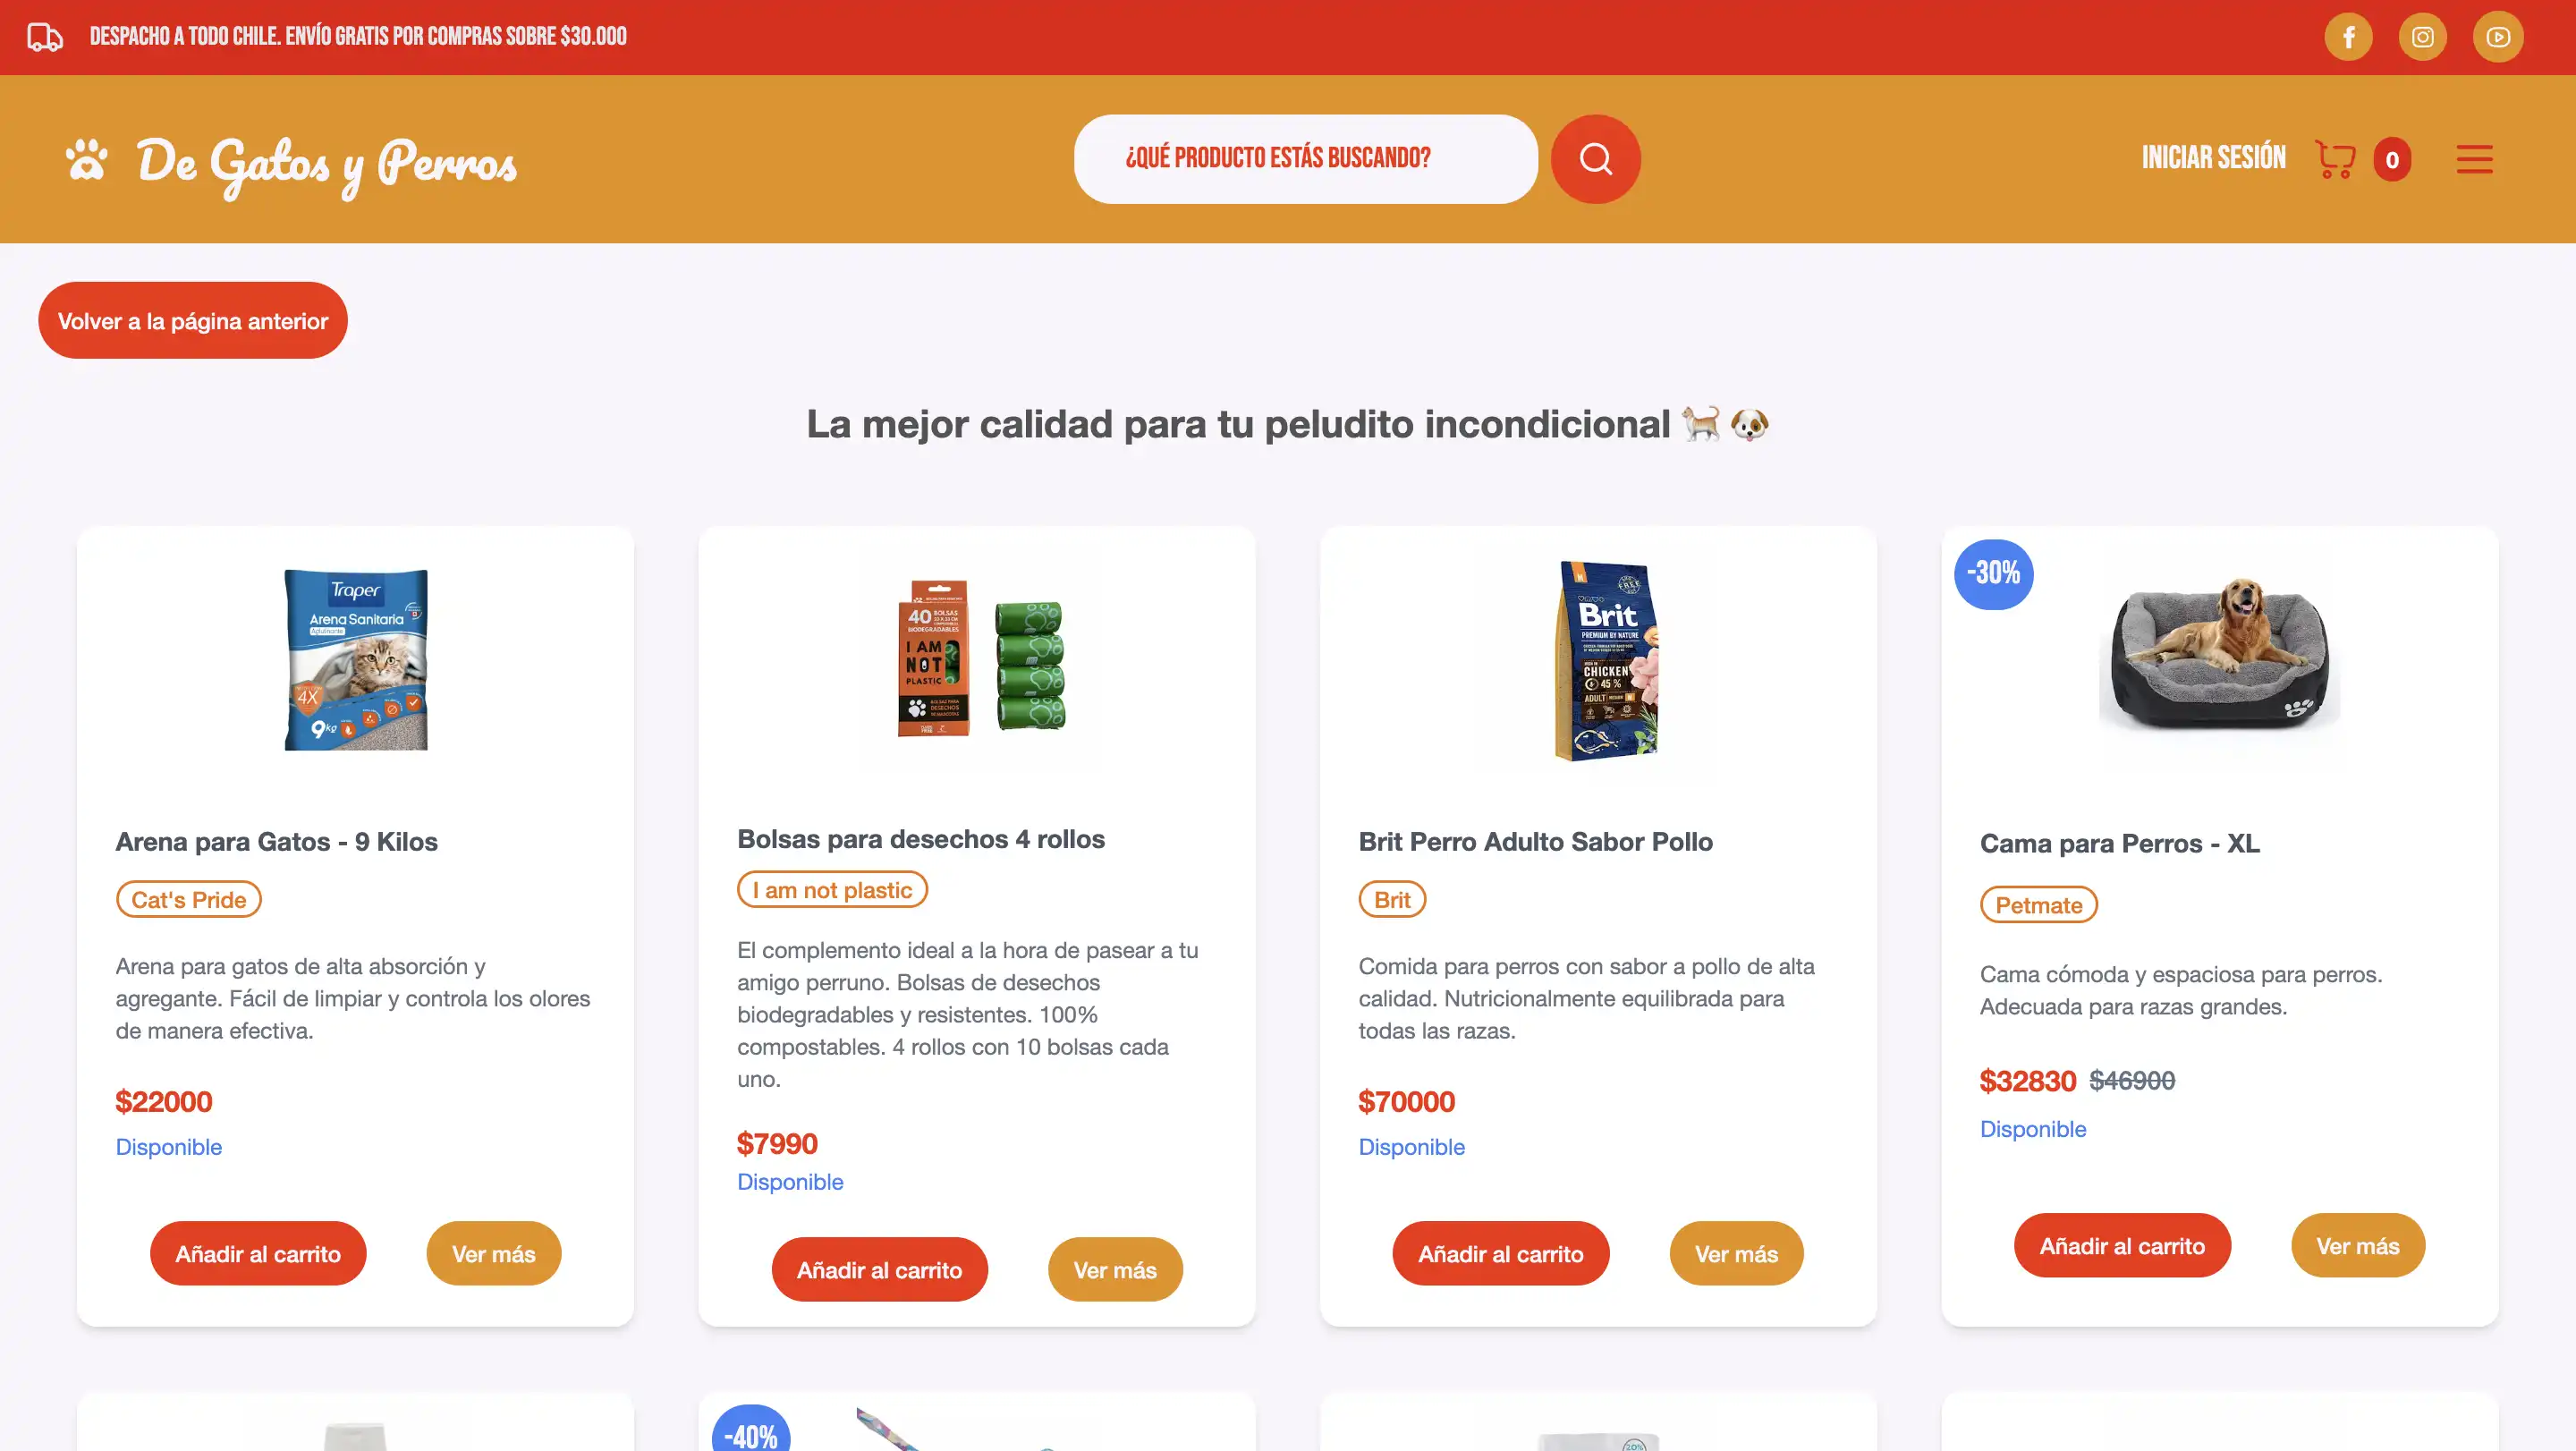 DESPACHO A TODO CHILE. ENVÍO GRATIS POR COMPRAS SOBRE $30.000
De Gatos y Perros
¿QUÉ PRODUCTO ESTÁS BUSCANDO?
INICIAR SESIÓN
0
Volver a la página anterior
La mejor calidad para tu peludito incondicional
Traper
Arena Sanitaria
Aglutinante
4X
9kg
Arena para Gatos - 9 Kilos
Cat's Pride
Arena para gatos de alta absorción y
agregante. Fácil de limpiar y controla los olores
de manera efectiva.
$22000
Disponible
Añadir al carrito
Ver más
40 BOLSAS
BIODEGRADABLES
I AM
NOT
PLASTIC
BOLSAS PARA
DESECHOS
DE MASCOTAS
Bolsas para desechos 4 rollos
I am not plastic
El complemento ideal a la hora de pasear a tu
amigo perruno. Bolsas de desechos
biodegradables y resistentes. 100%
compostables. 4 rollos con 10 bolsas cada
uno.
$7990
Disponible
Añadir al carrito
Ver más
M
Brit
PREMIUM BY NATURE
CHICKEN
45 %
ADULT
Brit Perro Adulto Sabor Pollo
Brit
Comida para perros con sabor a pollo de alta
calidad. Nutricionalmente equilibrada para
todas las razas.
$70000
Disponible
Añadir al carrito
Ver más
-30%
Cama para Perros - XL
Petmate
Cama cómoda y espaciosa para perros.
Adecuada para razas grandes.
$32830 $46900
Disponible
Añadir al carrito
Ver más
-40%
20%